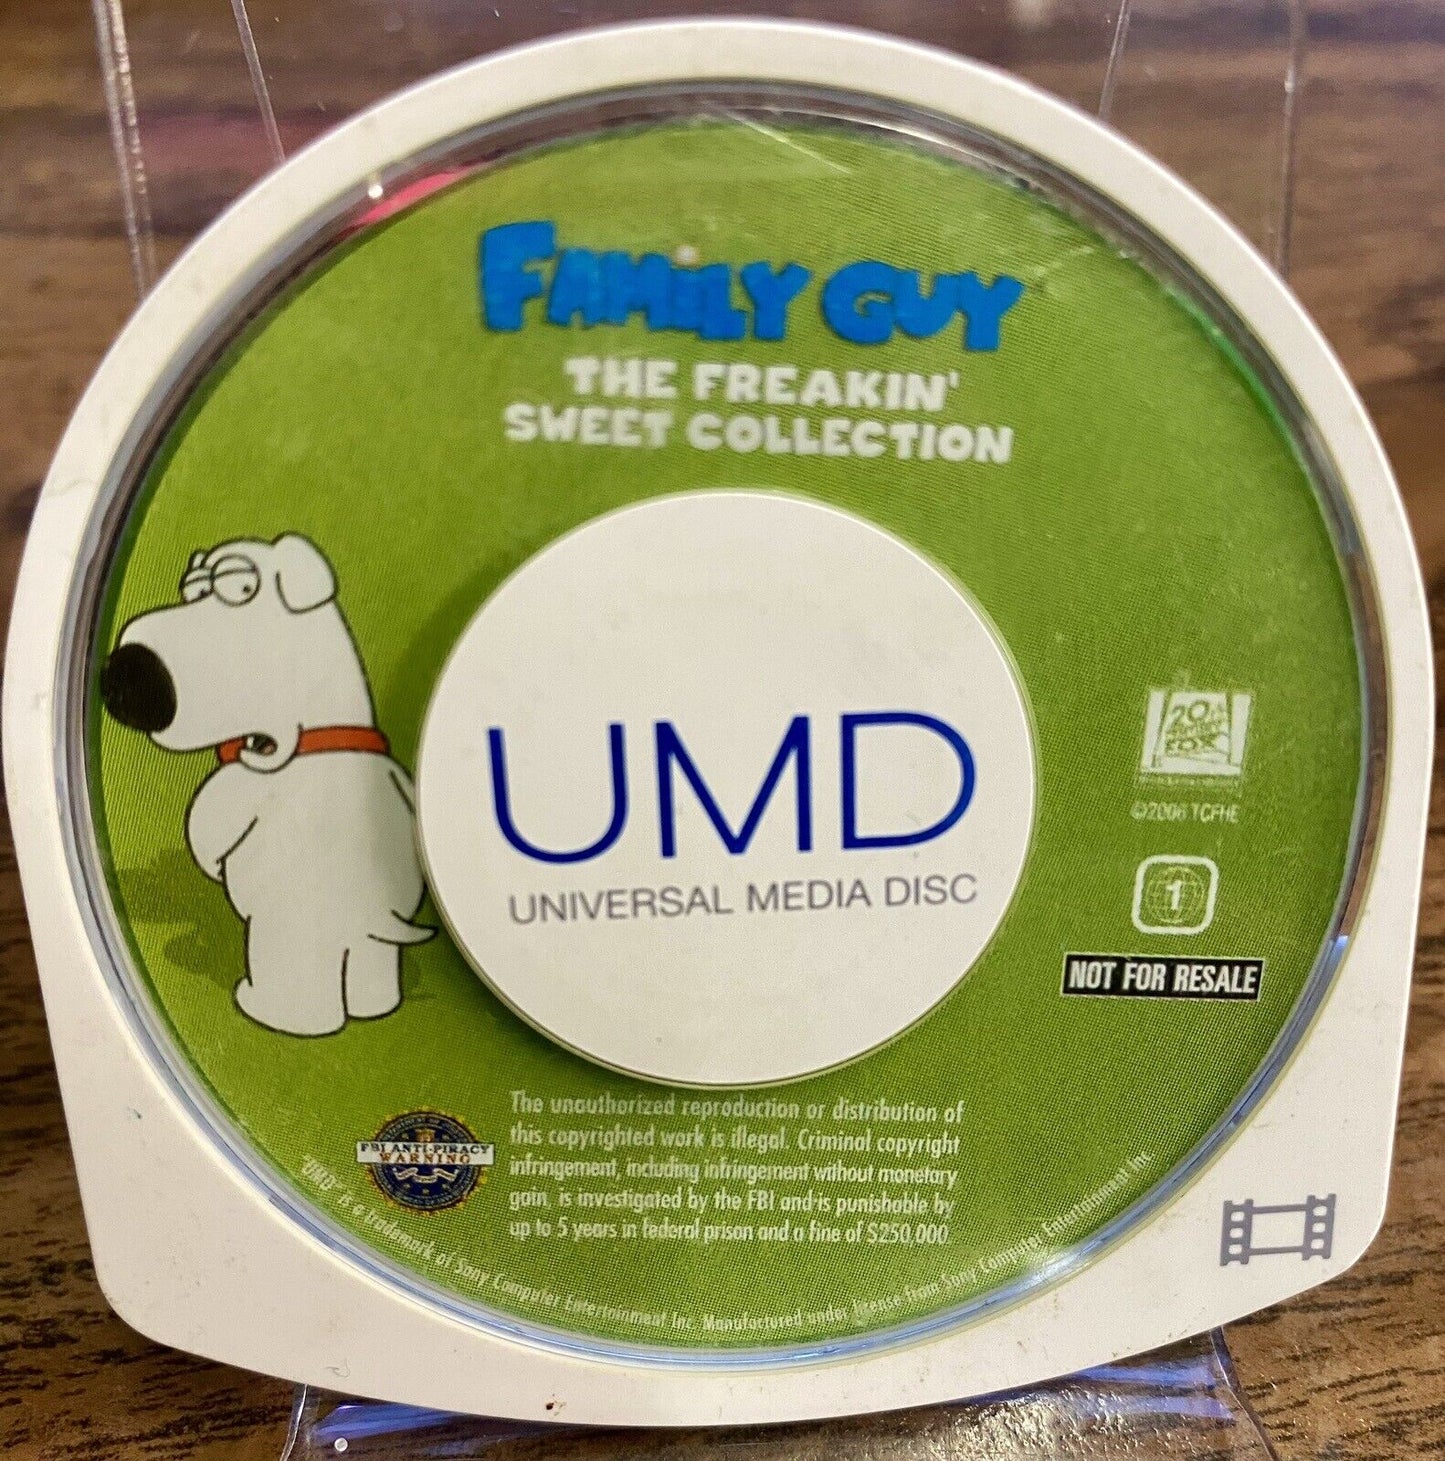 FAMILY GUY
THE FREAKIN'
SWEET COLLECTION
UMD
UNIVERSAL MEDIA DISC
20th
CENTURY
FOX
©2006 TCFHE
1
NOT FOR RESALE
FBI ANTI-PIRACY
WARNING
The unauthorized reproduction or distribution of
this copyrighted work is illegal. Criminal copyright
infringement, including infringement without monetary
gain, is investigated by the FBI and is punishable by
up to 5 years in federal prison and a fine of $250,000
"UMD" is a trademark of Sony Computer Entertainment Inc. Manufactured under license from Sony Computer Entertainment Inc.